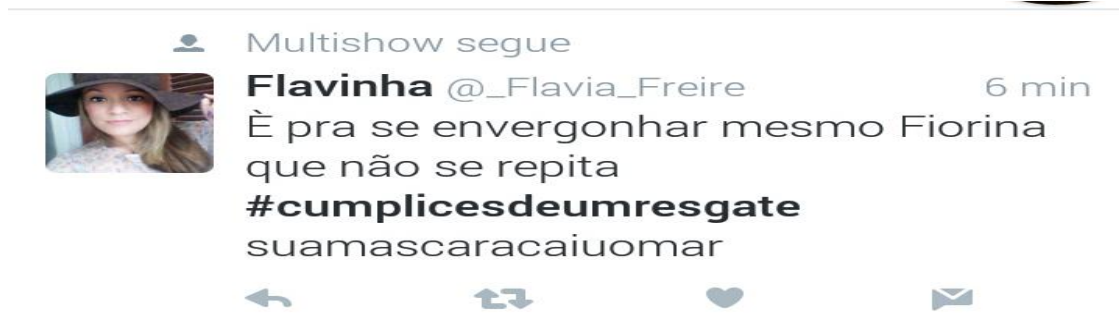 Multishow segue
Flavinha @_Flavia_Freire 6 min
È pra se envergonhar mesmo Fiorina
que não se repita
#cumplicesdeumresgate
suamascaracaiuomar